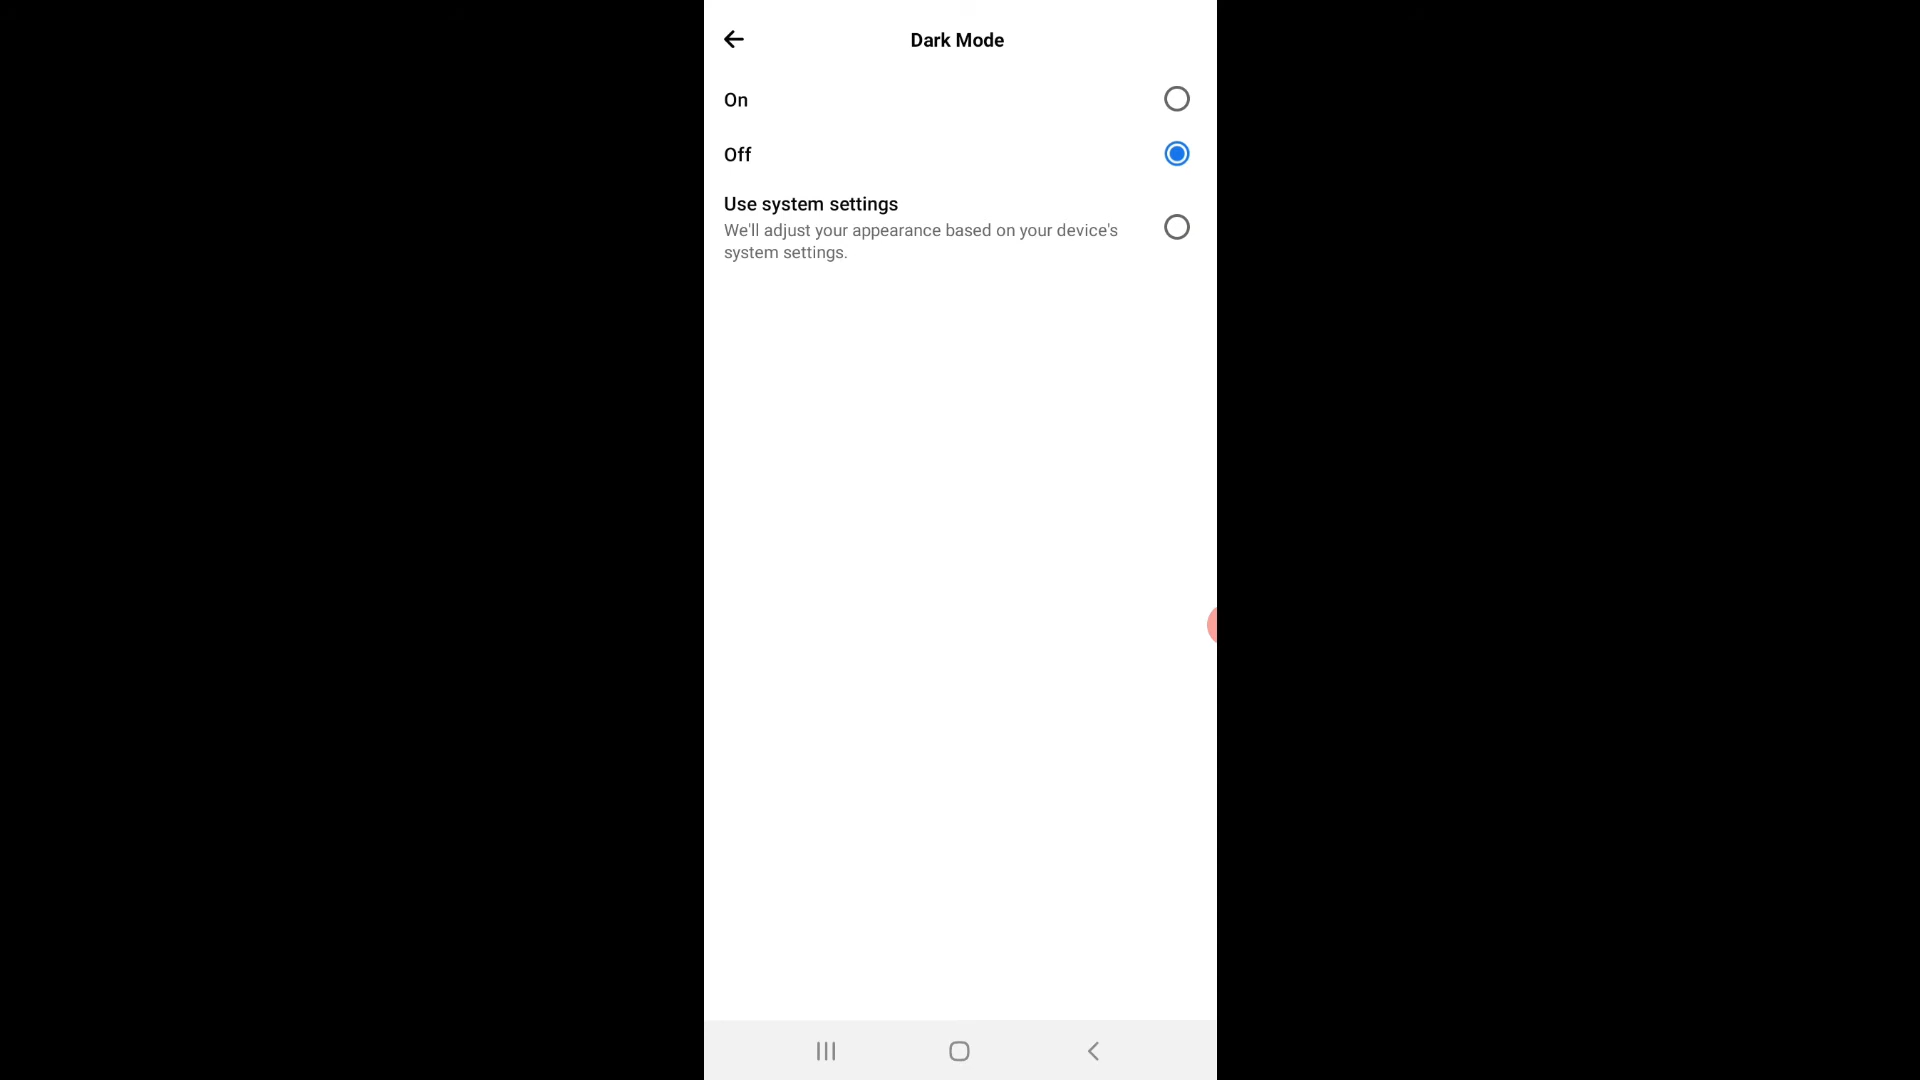 Dark Mode
On
Off
Use system settings
We'll adjust your appearance based on your device's
system settings.